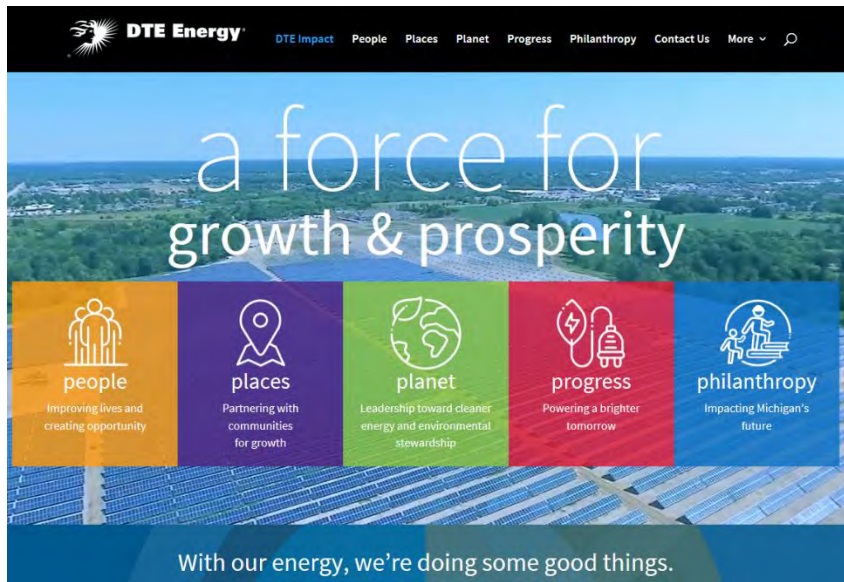 DTE Energy®
DTE Impact People Places Planet Progress Philanthropy Contact Us More
a force for
growth & prosperity
people
Improving lives and
creating opportunity
places
Partnering with
communities
for growth
planet
Leadership toward cleaner
energy and environmental
stewardship
progress
Powering a brighter
tomorrow
philanthropy
Impacting Michigan's
future
With our energy, we're doing some good things.